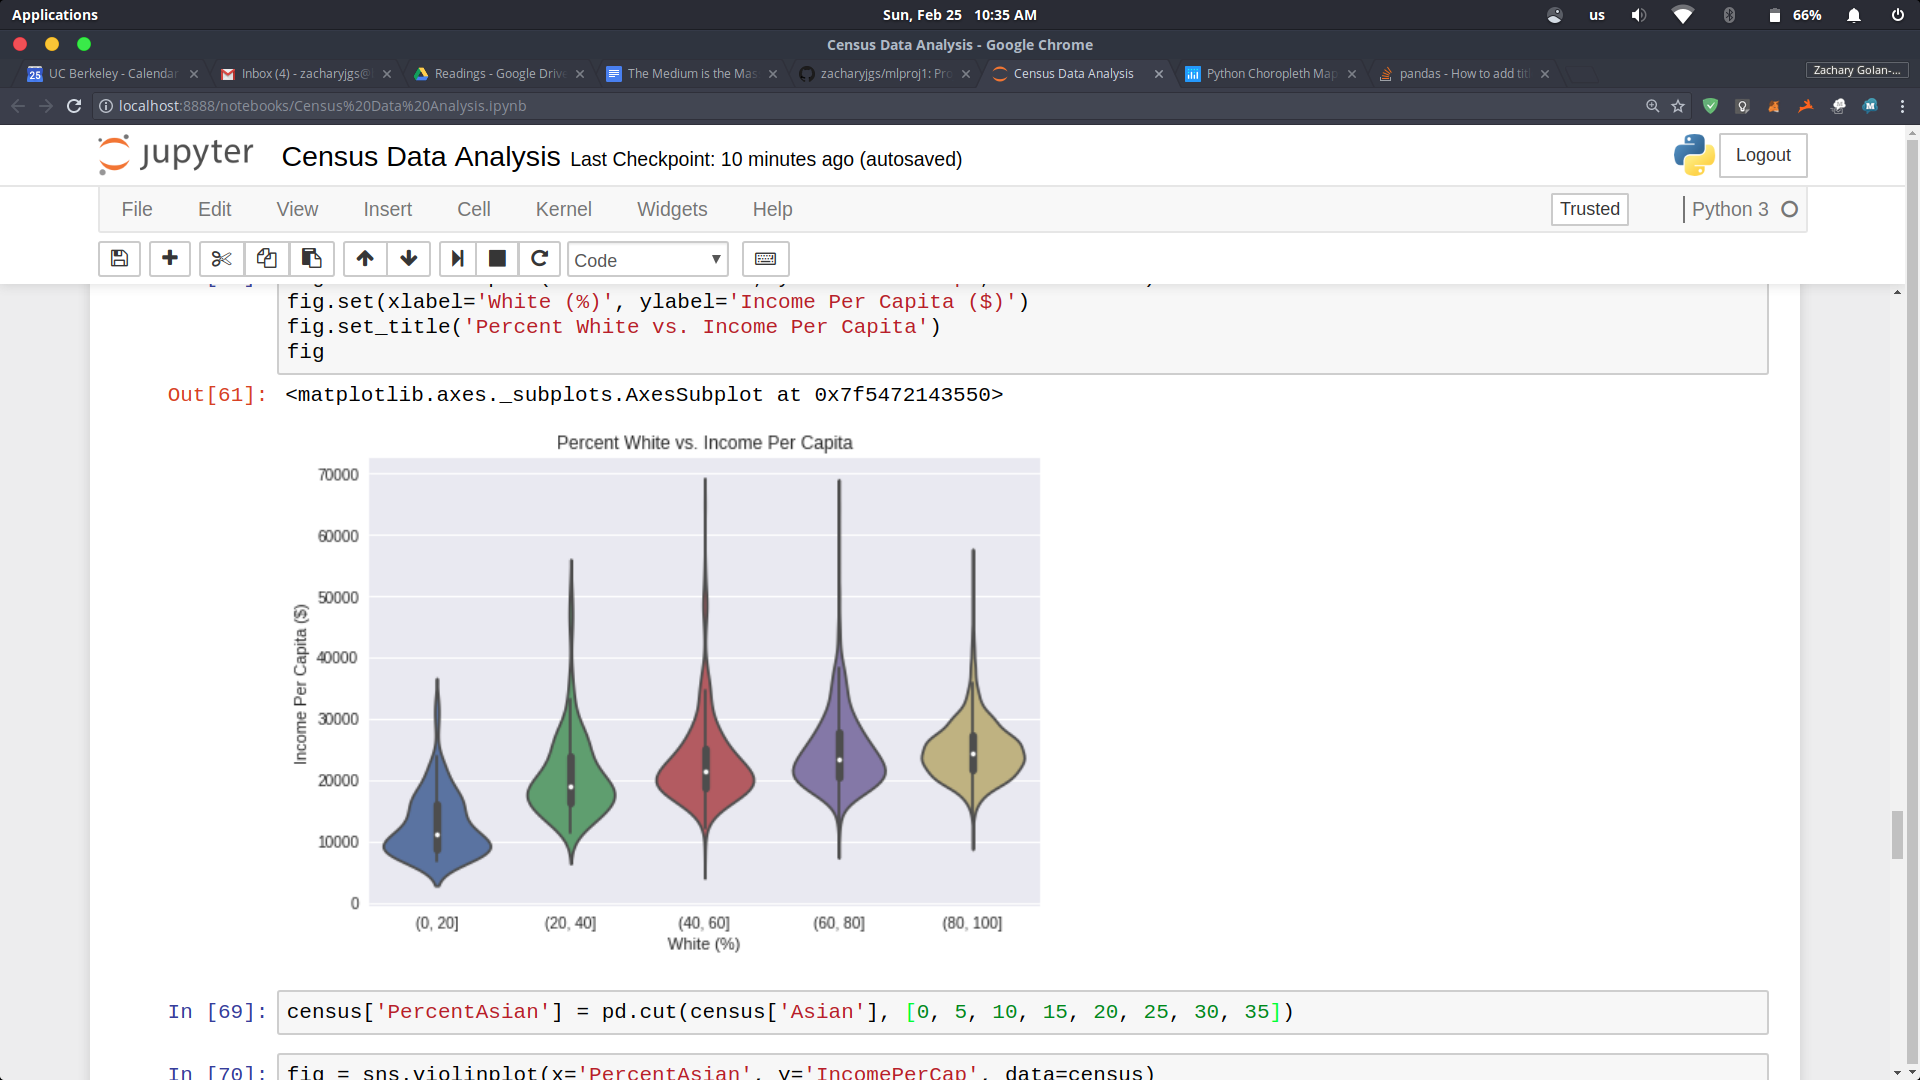 Applications
Sun, Feb 25 10:35 AM
us
66%
Census Data Analysis - Google Chrome
UC Berkeley - Calendar
Inbox (4) - zacharyjgs@
Readings - Google Drive
The Medium is the Mas
zacharyjgs/mlproj1: Pro
Census Data Analysis
Python Choropleth Map
pandas - How to add titl
Zachary Golan-...
localhost:8888/notebooks/Census%20Data%20Analysis.ipynb
jupyter
Census Data Analysis Last Checkpoint: 10 minutes ago (autosaved)
Logout
File Edit View Insert Cell Kernel Widgets Help
Trusted
Python 3
Code
fig.set(xlabel='White (%)', ylabel='Income Per Capita ($)')
fig.set_title('Percent White vs. Income Per Capita')
fig
Out[61]: <matplotlib.axes._subplots.AxesSubplot at 0x7f5472143550>
Percent White vs. Income Per Capita
70000
60000
50000
40000
30000
20000
10000
0
Income Per Capita ($)
(0, 20] (20, 40] (40, 60] (60, 80] (80, 100]
White (%)
In [69]: census['PercentAsian'] = pd.cut(census['Asian'], [0, 5, 10, 15, 20, 25, 30, 35])
In [70]: fig = sns.violinplot(x='PercentAsian', y='IncomePerCap', data=census)